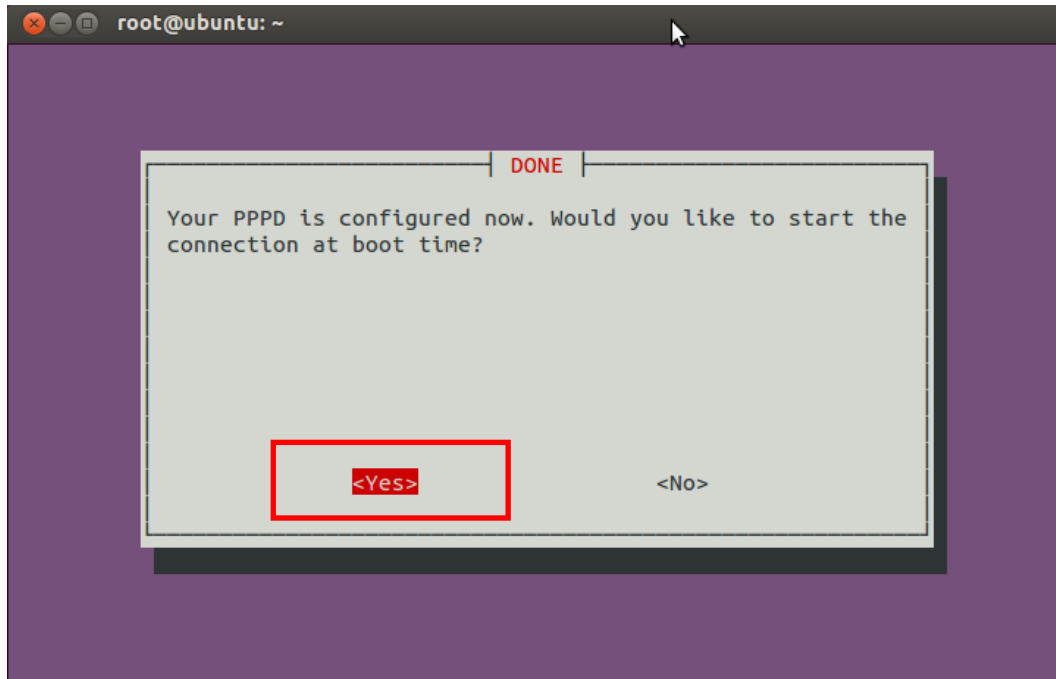 root@ubuntu: ~
DONE
Your PPPD is configured now. Would you like to start the
connection at boot time?
<Yes> <No>